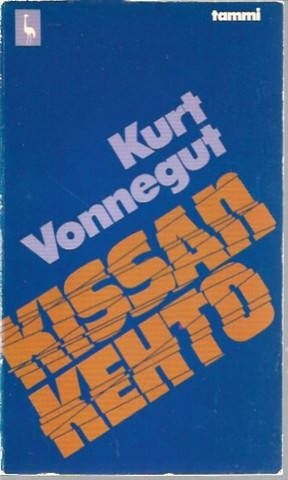 tammi
Kurt
Vonnegut
KISSAN
KEHTO